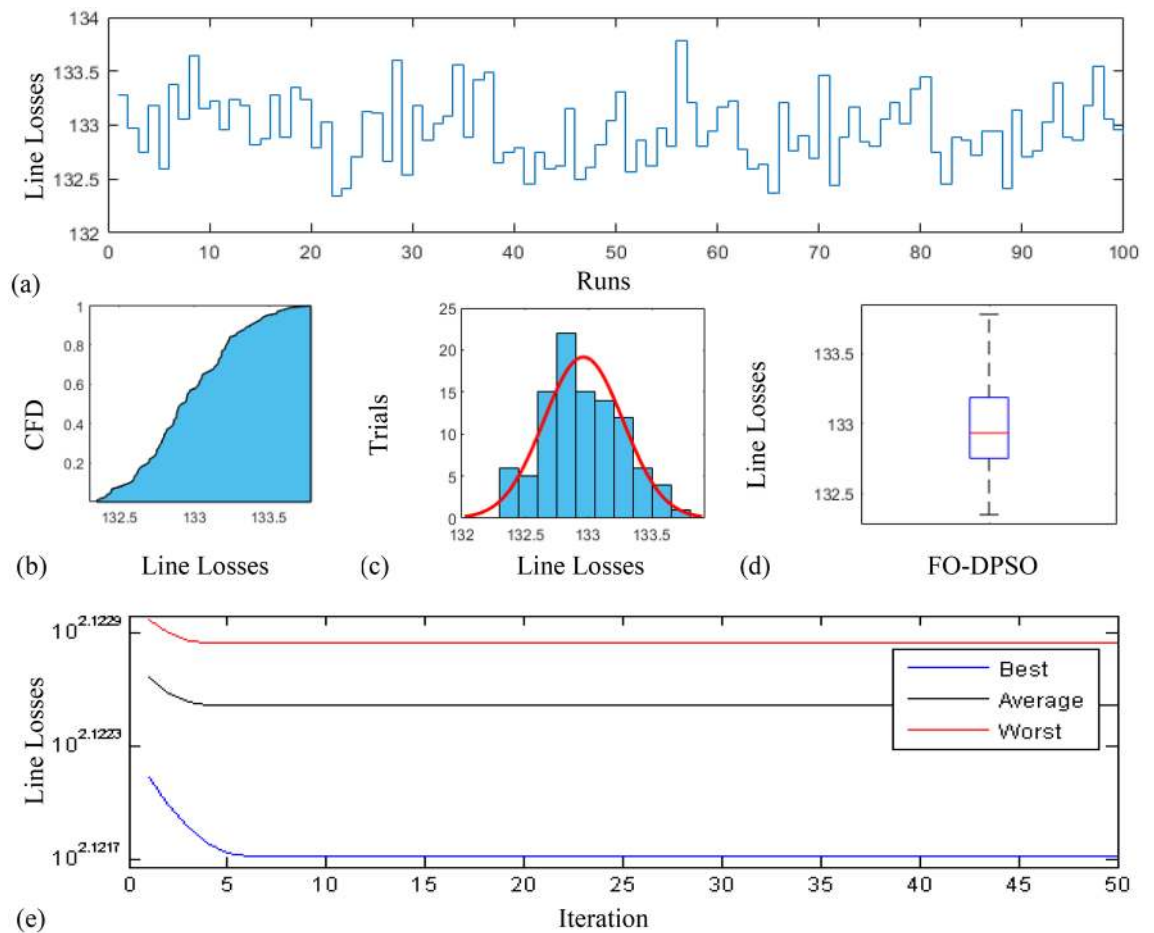 134
133.5
133
132.5
132
Line Losses
0 10 20 30 40 50 60 70 80 90 100
(a) Runs
1
0.8
0.6
0.4
0.2
CFD
132.5 133 133.5
(b) Line Losses
25
20
15
10
5
0
Trials
132 132.5 133 133.5
(c) Line Losses
133.5
133
132.5
Line Losses
(d) FO-DPSO
10^2.1229
10^2.1223
10^2.1217
Line Losses
Best
Average
Worst
0 5 10 15 20 25 30 35 40 45 50
(e) Iteration